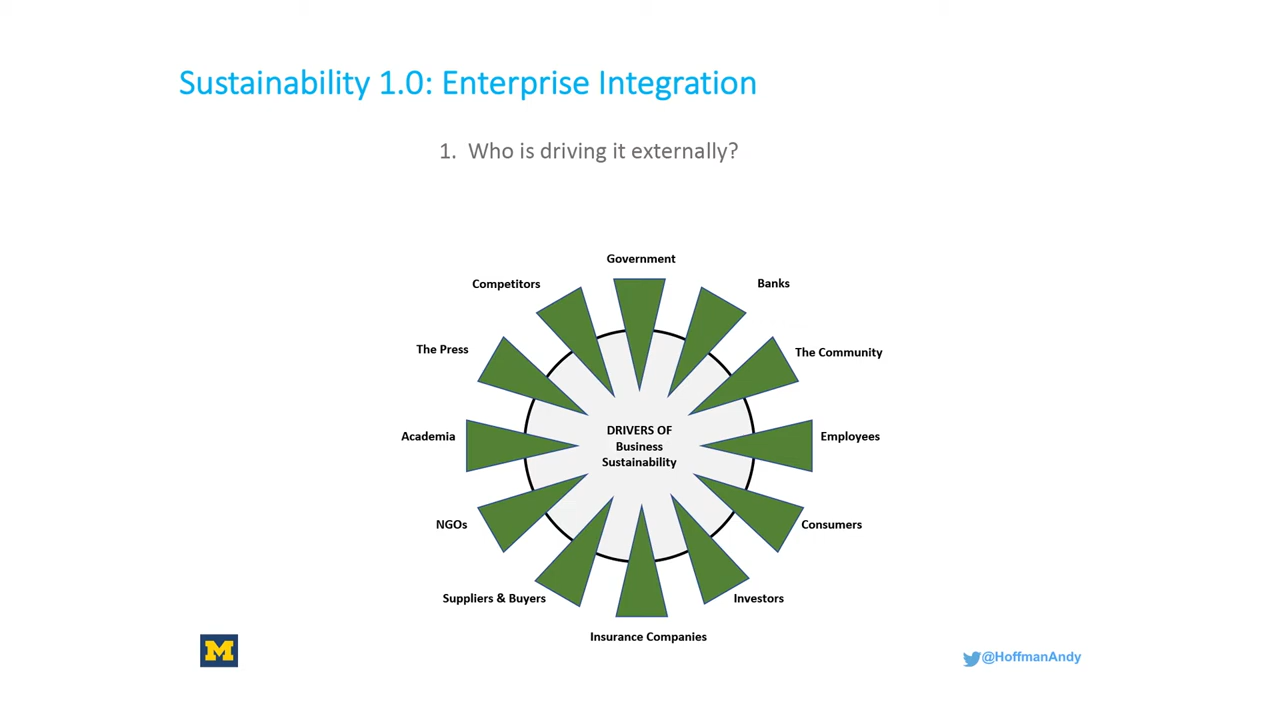 Sustainability 1.0: Enterprise Integration
1. Who is driving it externally?
Government
Competitors
Banks
The Press
The Community
Academia
DRIVERS OF
Business
Sustainability
Employees
NGOs
Consumers
Suppliers & Buyers
Investors
Insurance Companies
M
@HoffmanAndy